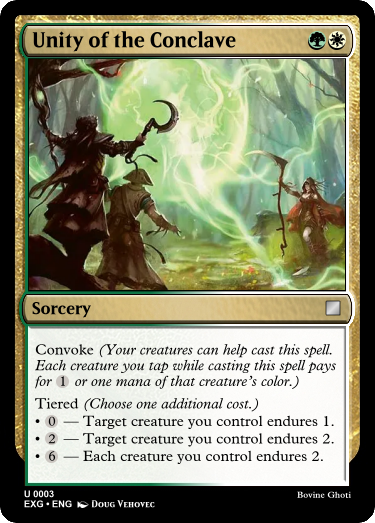 Unity of the Conclave
Sorcery
Convoke (Your creatures can help cast this spell.
Each creature you tap while casting this spell pays
for 1 or one mana of that creature's color.)
Tiered (Choose one additional cost.)
• 0 — Target creature you control endures 1.
• 2 — Target creature you control endures 2.
• 6 — Each creature you control endures 2.
U 0003
EXG • ENG Doug Vehovec
Bovine Ghoti